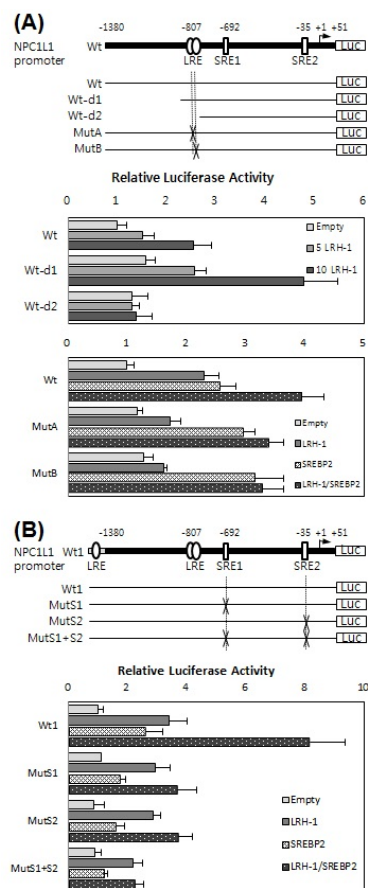 (A)
-1380 -807 -692 -35 +1 +51
NPC1L1 promoter Wt Luc
LRE SRE1 SRE2
Wt Luc
Wt-d1 Luc
Wt-d2 Luc
MutA Luc
MutB Luc
Relative Luciferase Activity
0 1 2 3 4 5 6
Wt
Wt-d1
Wt-d2
Empty
5 LRH-1
10 LRH-1
0 1 2 3 4 5
Wt
MutA
MutB
Empty
LRH-1
SREBP2
LRH-1/SREBP2
(B)
-1380 -807 -692 -35 +1 +51
NPC1L1 promoter Wt1 Luc
LRE LRE SRE1 SRE2
Wt1 Luc
MutS1 Luc
MutS2 Luc
MutS1+S2 Luc
Relative Luciferase Activity
0 2 4 6 8 10
Wt1
MutS1
MutS2
MutS1+S2
Empty
LRH-1
SREBP2
LRH-1/SREBP2